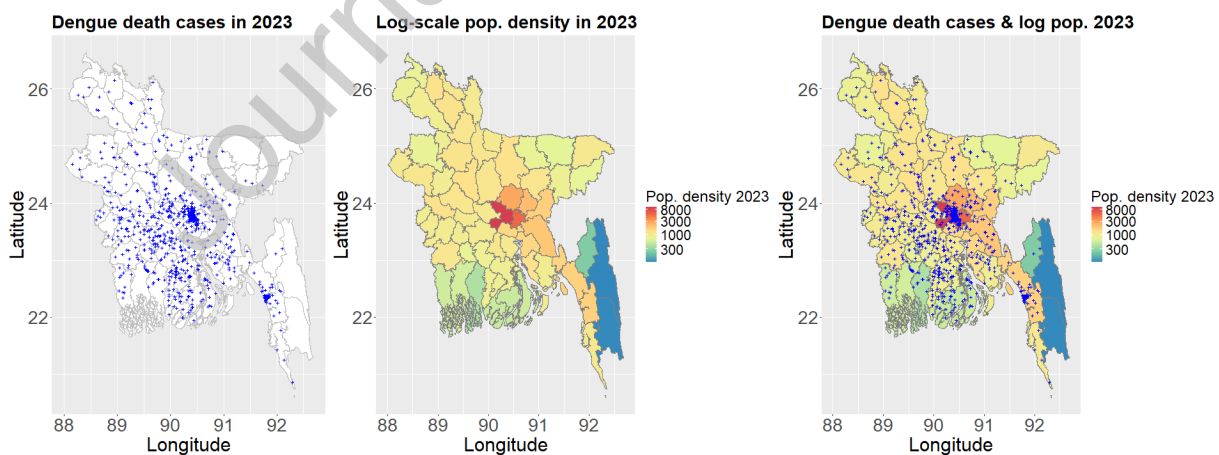 Dengue death cases in 2023
26
24
22
88 89 90 91 92
Longitude
Latitude
Log-scale pop. density in 2023
26
24
22
88 89 90 91 92
Longitude
Latitude
Pop. density 2023
8000
3000
1000
300
Dengue death cases & log pop. 2023
26
24
22
88 89 90 91 92
Longitude
Latitude
Pop. density 2023
8000
3000
1000
300
Journ